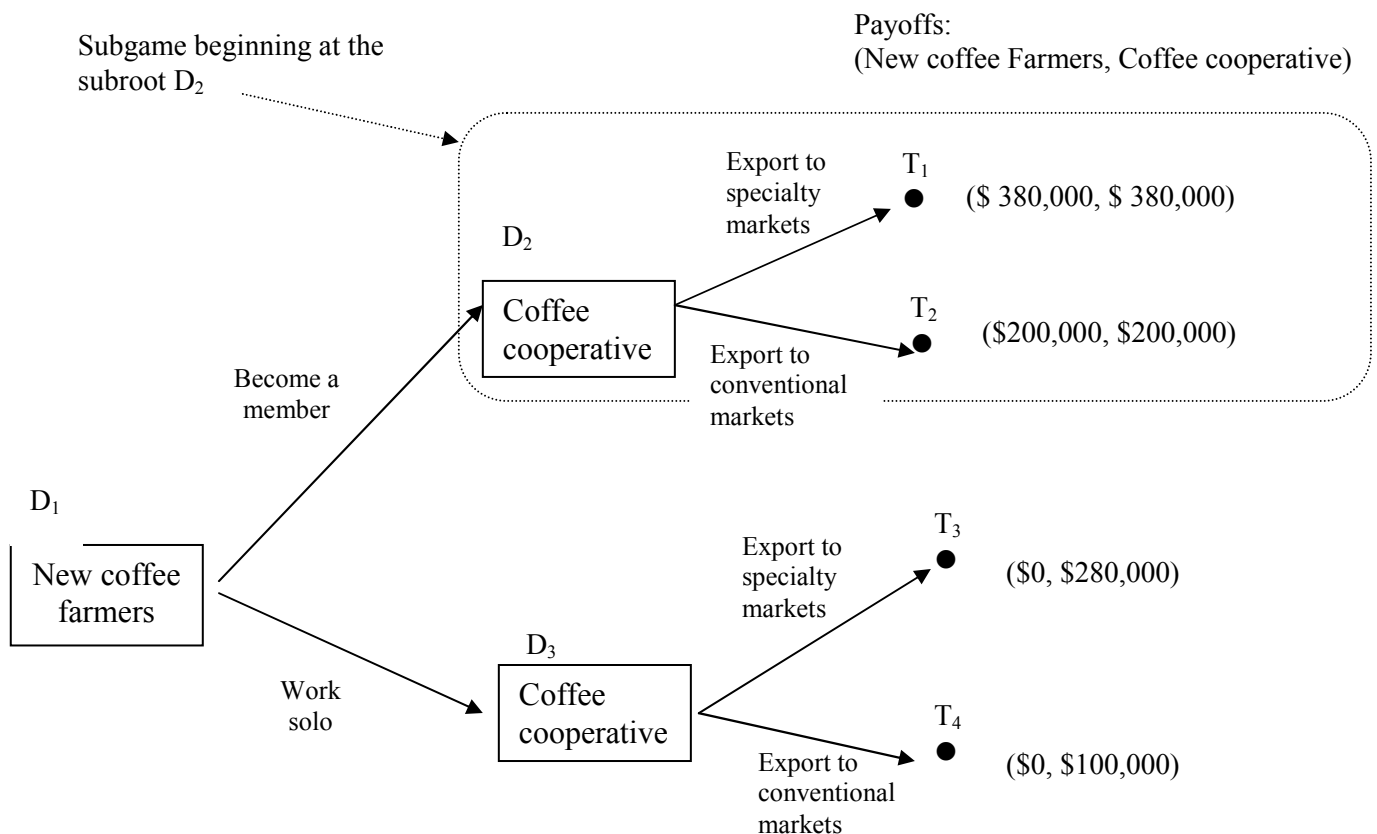 Payoffs:
(New coffee Farmers, Coffee cooperative)
Subgame beginning at the
subroot D₂
Export to
specialty
markets
T₁
($ 380,000, $ 380,000)
D₂
Coffee
cooperative
T₂
($200,000, $200,000)
Export to
conventional
markets
Become a
member
D₁
New coffee
farmers
Export to
specialty
markets
T₃
($0, $280,000)
Work
solo
D₃
Coffee
cooperative
T₄
($0, $100,000)
Export to
conventional
markets